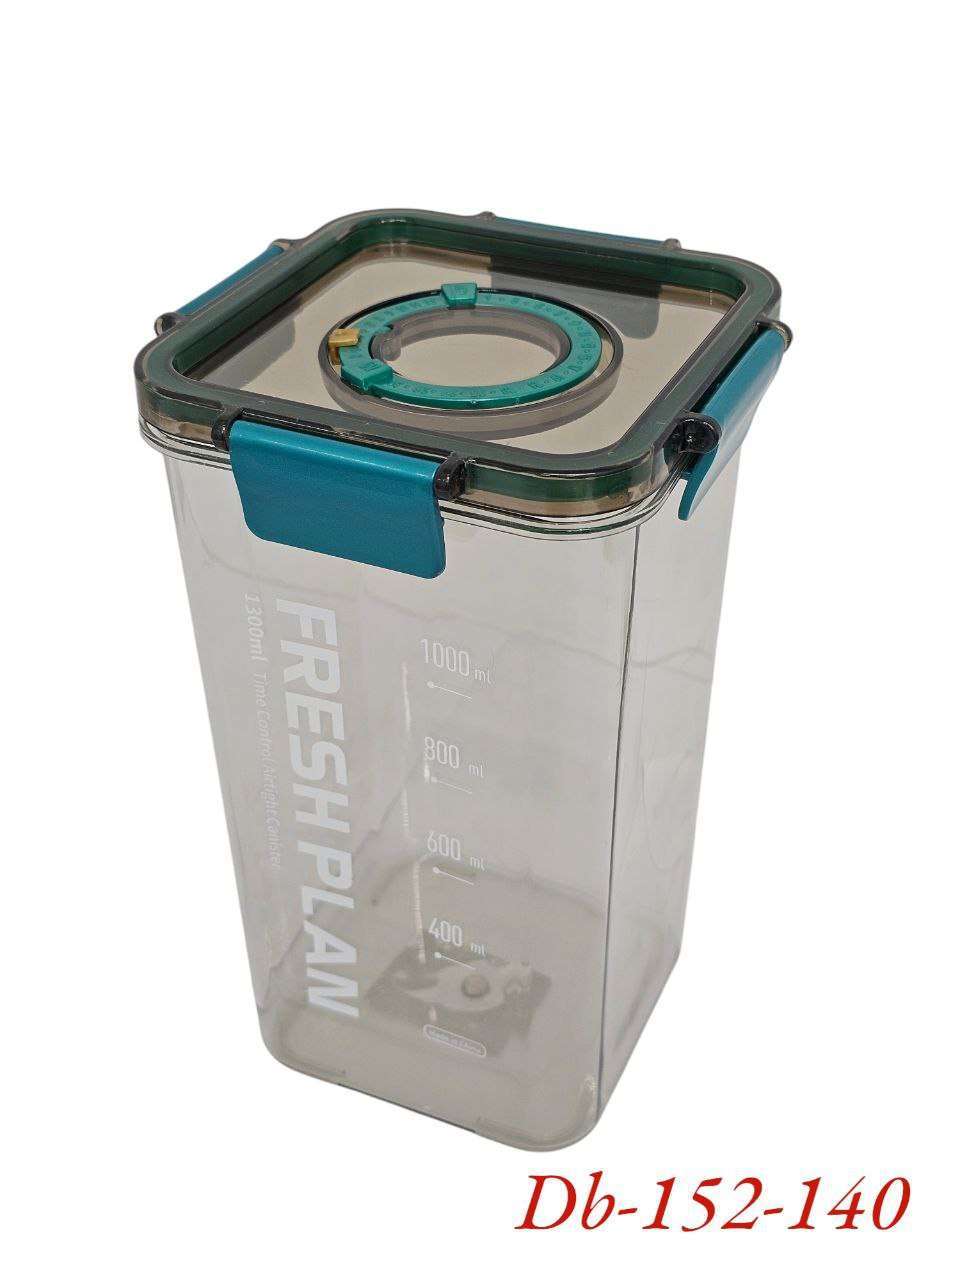 FRESH PLAN
1300ml Time Control Airtight Canister
1000 ml
800 ml
600 ml
400 ml
Made in China
Db-152-140